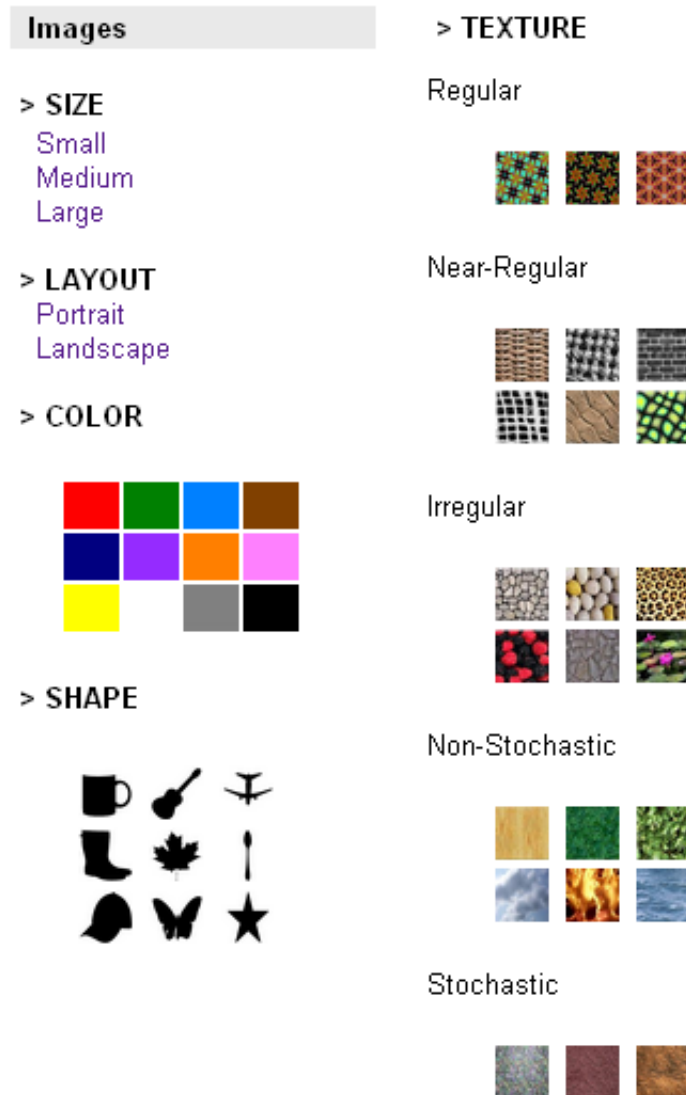 Images
> SIZE
Small
Medium
Large
> LAYOUT
Portrait
Landscape
> COLOR
> SHAPE
> TEXTURE
Regular
Near-Regular
Irregular
Non-Stochastic
Stochastic